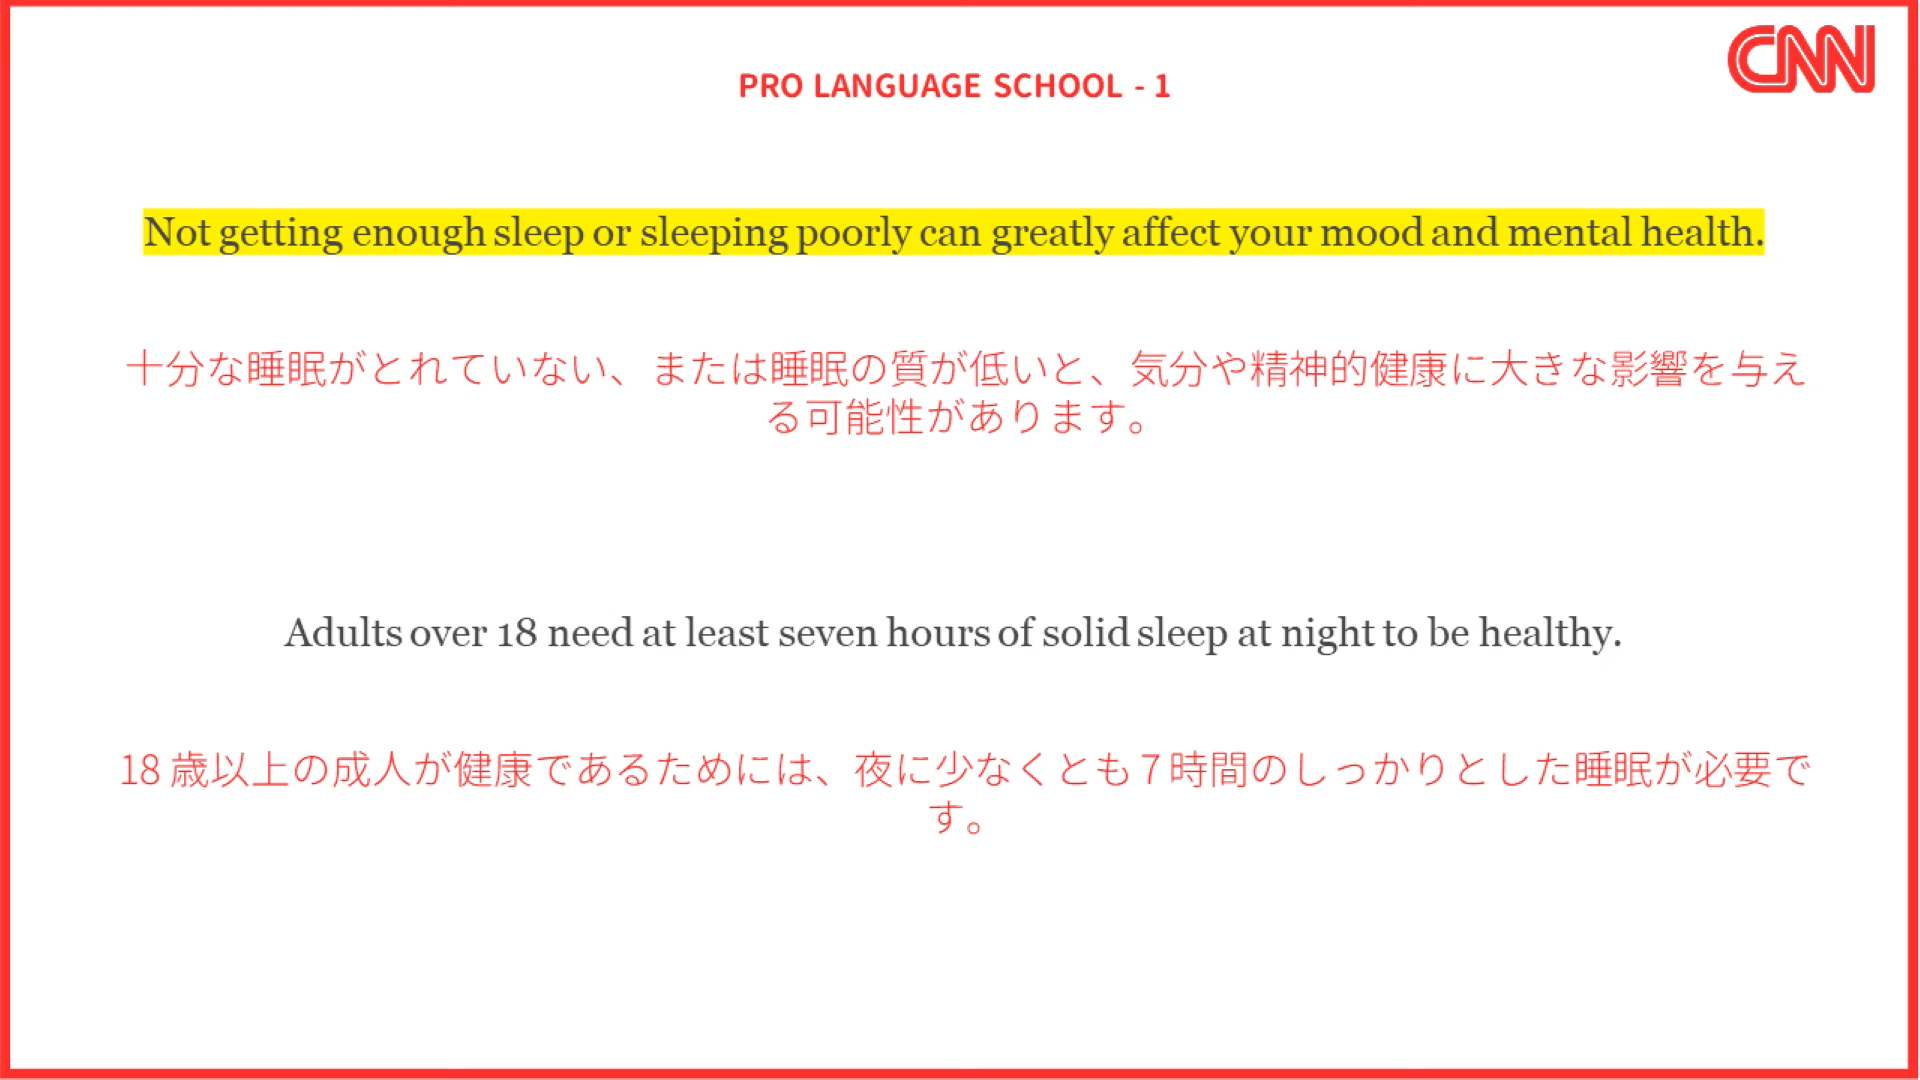 CNN
PRO LANGUAGE SCHOOL - 1
Not getting enough sleep or sleeping poorly can greatly affect your mood and mental health.
十分な睡眠がとれていない、または睡眠の質が低いと、気分や精神的健康に大きな影響を与え
る可能性があります。
Adults over 18 need at least seven hours of solid sleep at night to be healthy.
18 歳以上の成人が健康であるためには、夜に少なくとも 7 時間のしっかりとした睡眠が必要で
す。